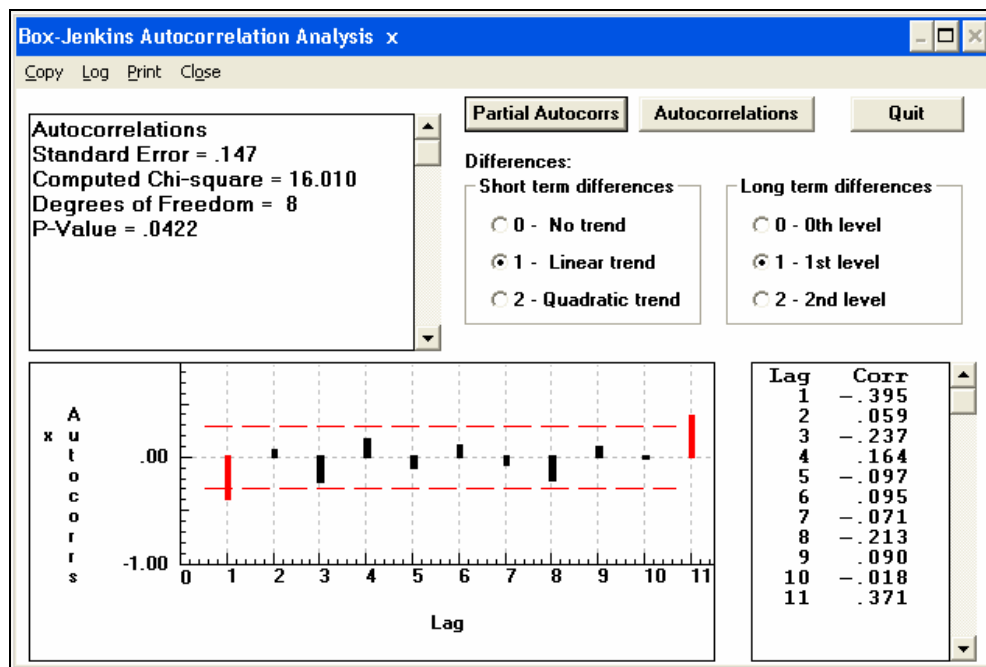 Box-Jenkins Autocorrelation Analysis x
Copy Log Print Close
Autocorrelations
Standard Error = .147
Computed Chi-square = 16.010
Degrees of Freedom = 8
P-Value = .0422
Partial Autocorrs Autocorrelations Quit
Differences:
Short term differences
0 - No trend
1 - Linear trend
2 - Quadratic trend
Long term differences
0 - 0th level
1 - 1st level
2 - 2nd level
x Autocorrs
.00
-1.00
0 1 2 3 4 5 6 7 8 9 10 11
Lag
Lag Corr
1 -.395
2 .059
3 -.237
4 .164
5 -.097
6 .095
7 -.071
8 -.213
9 .090
10 -.018
11 .371